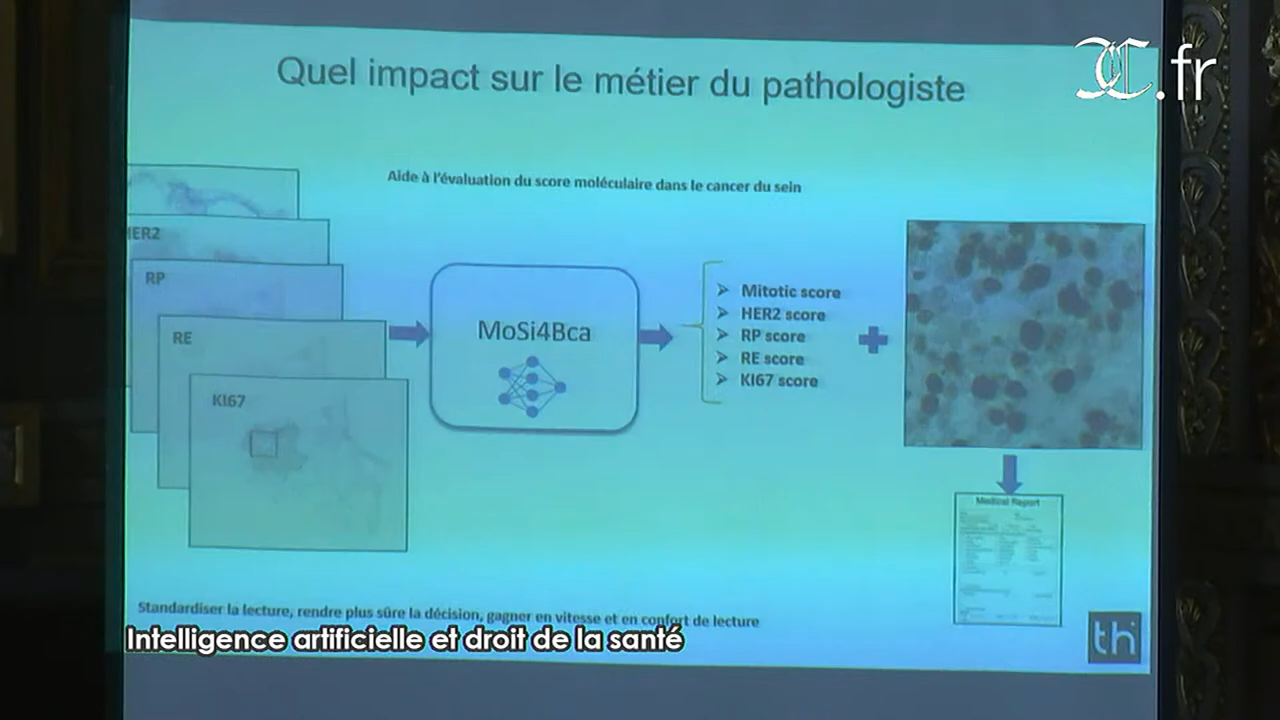 Quel impact sur le métier du pathologiste
.fr
Aide à l'évaluation du score moléculaire dans le cancer du sein
HER2
RP
RE
KI67
MoSi4Bca
Mitotic score
HER2 score
RP score
RE score
KI67 score
Medical Report
Standardiser la lecture, rendre plus sûre la décision, gagner en vitesse et en confort de lecture
Intelligence artificielle et droit de la santé
th